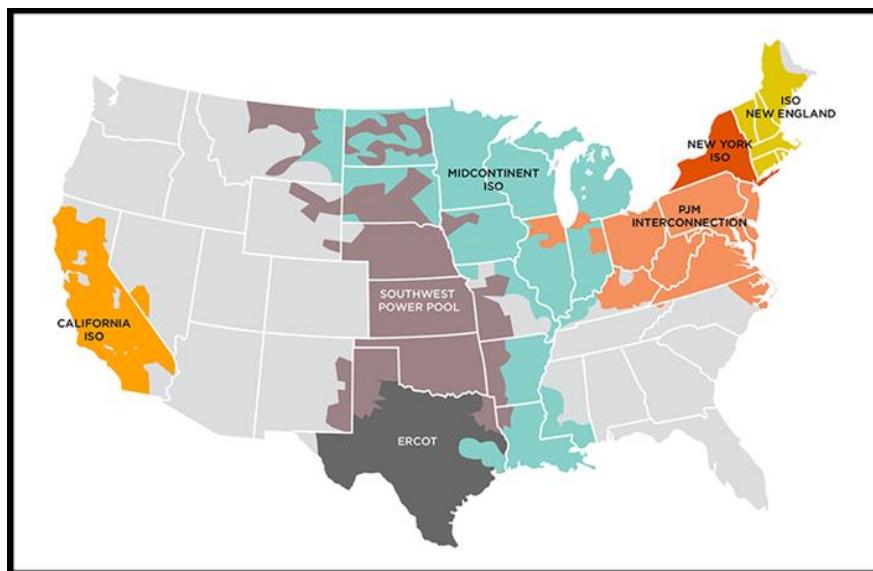 ISO
NEW ENGLAND
NEW YORK
ISO
MIDCONTINENT
ISO
PJM
INTERCONNECTION
SOUTHWEST
POWER POOL
CALIFORNIA
ISO
ERCOT